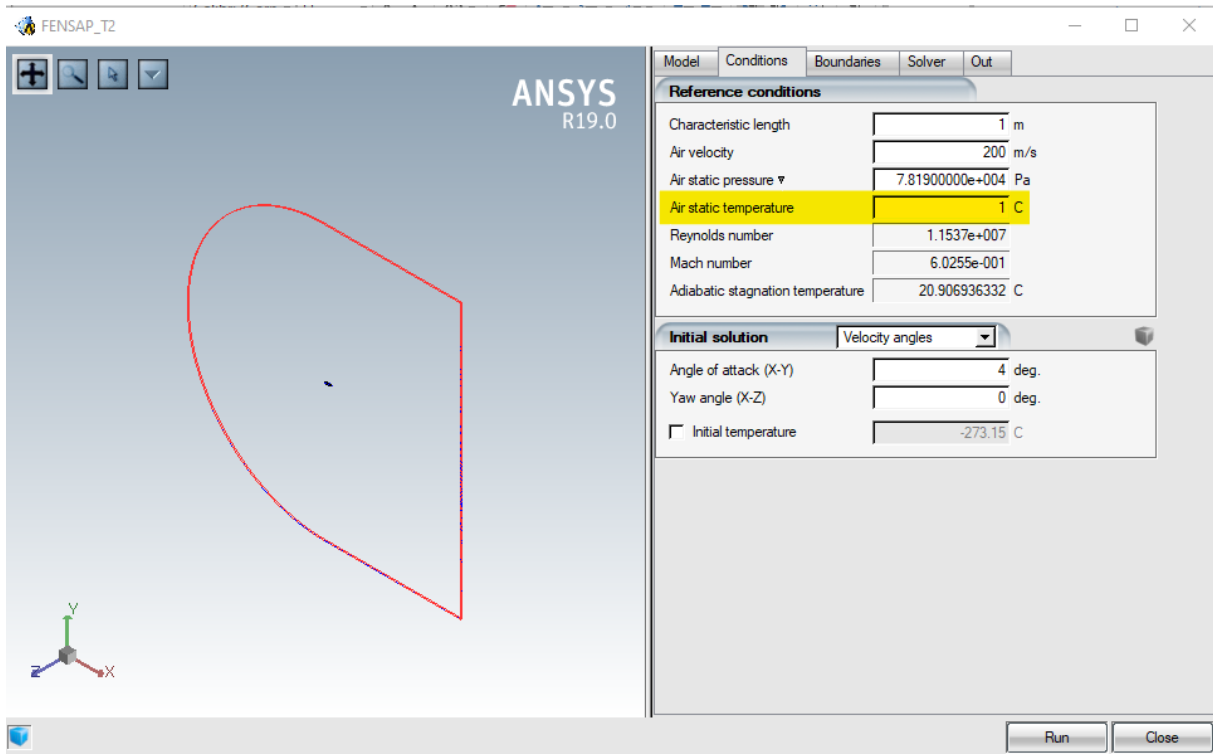 FENSAP_T2
ANSYS
R19.0
Model Conditions Boundaries Solver Out
Reference conditions
Characteristic length 1 m
Air velocity 200 m/s
Air static pressure 7.81900000e+004 Pa
Air static temperature 1 C
Reynolds number 1.1537e+007
Mach number 6.0255e-001
Adiabatic stagnation temperature 20.906936332 C
Initial solution Velocity angles
Angle of attack (X-Y) 4 deg.
Yaw angle (X-Z) 0 deg.
Initial temperature -273.15 C
Y
Z X
Run Close